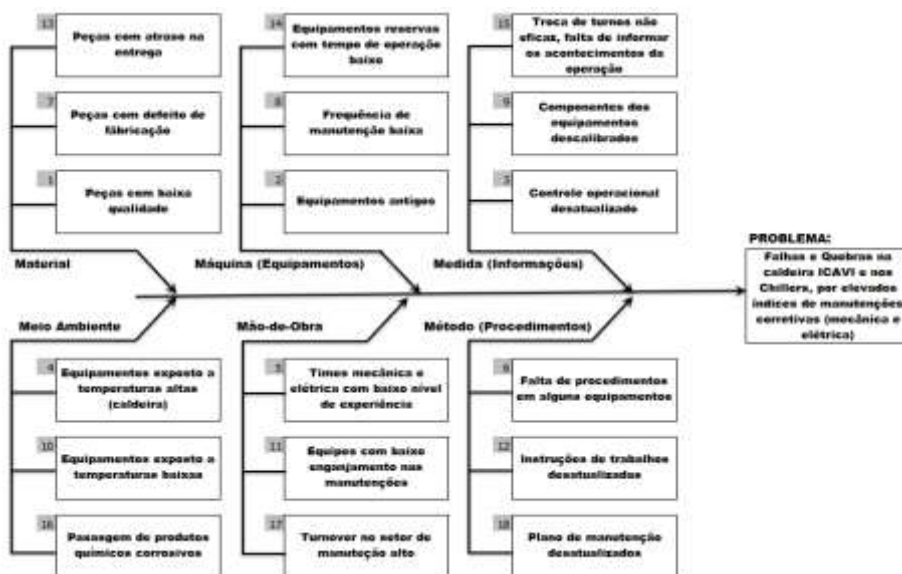 13
Peças com atraso na
entrega
7
Peças com defeito de
fábricação
1
Peças com baixa
qualidade
Material
14
Equipamentos reservas
com tempo de operação
baixo
8
Frequência de
manutenção baixa
2
Equipamentos antigos
Máquina (Equipamentos)
15
Troca de turnos não
eficas, falta de informar
os acontecimentos da
operação
9
Componentes dos
equipamentos
descalibrados
3
Controle operacional
desatualizado
Medida (Informações)
PROBLEMA:
Falhas e Quebras na
caldeira ICAVI e nos
Chillers, por elevados
índices de manutenções
corretivas (mecânica e
elétrica)
Meio Ambiente
4
Equipamentos exposto a
temperaturas altas
(caldeira)
10
Equipamentos exposto a
temperaturas baixas
16
Passagem de produtos
químicos corrosivos
Mão-de-Obra
5
Times mecânica e
elétrica com baixo nível
de experiência
11
Equipes com baixo
enganjamento nas
manutenções
17
Turnover no setor de
manuteção alto
Método (Procedimentos)
6
Falta de procedimentos
em alguns equipamentos
12
Instruções de trabalhos
desatualizados
18
Plano de manutenção
desatualizados